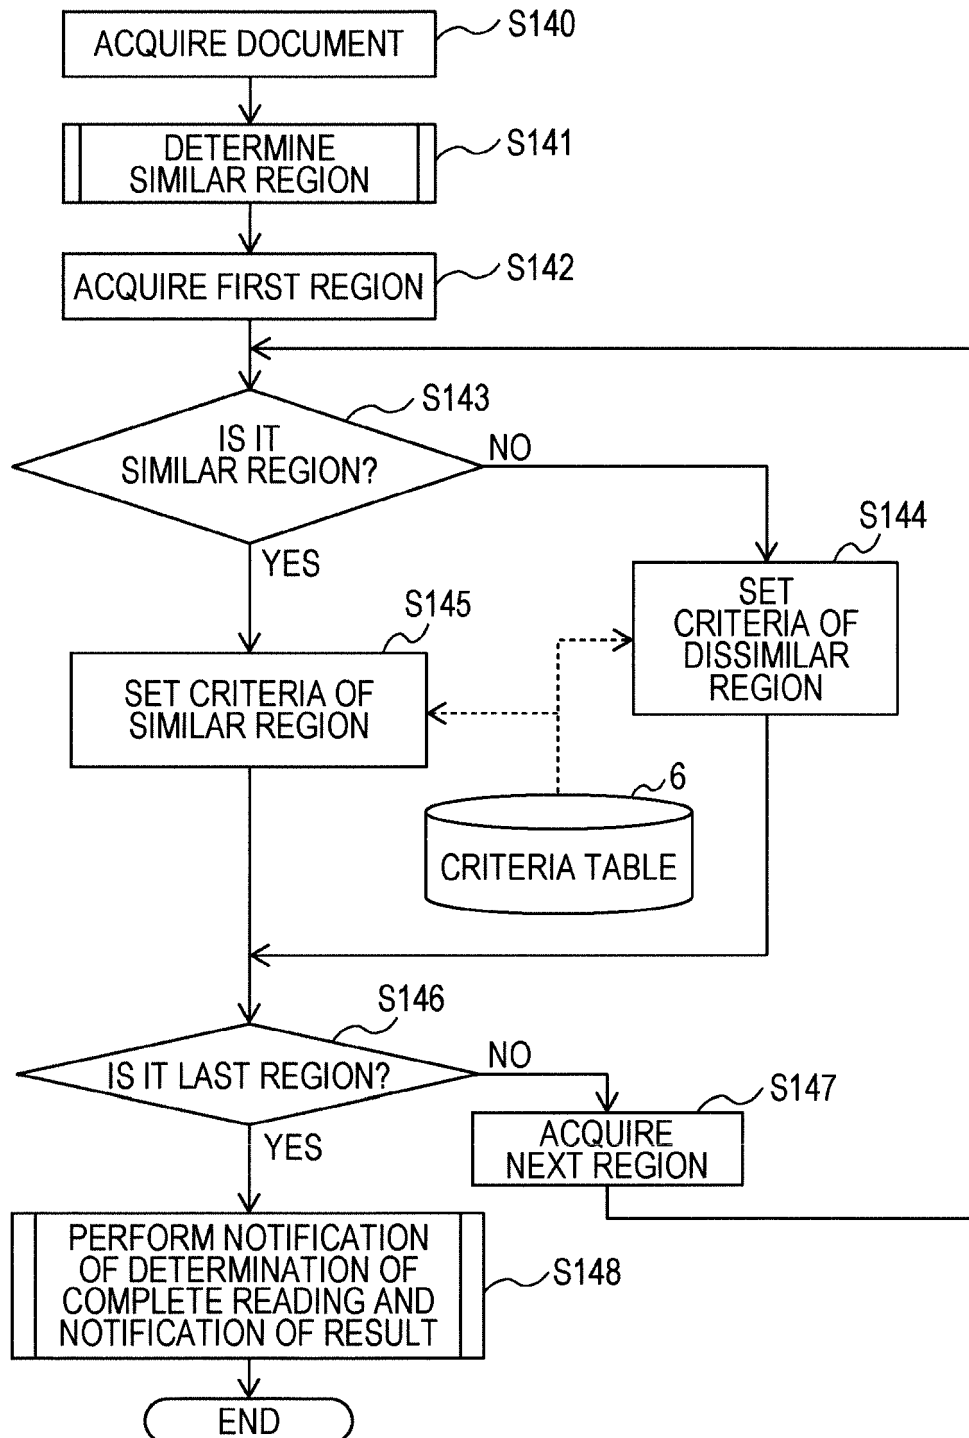 ACQUIRE DOCUMENT
S140
DETERMINE
SIMILAR REGION
S141
ACQUIRE FIRST REGION
S142
S143
IS IT
SIMILAR REGION?
NO
YES
S144
SET
CRITERIA OF
DISSIMILAR
REGION
S145
SET CRITERIA OF
SIMILAR REGION
6
CRITERIA TABLE
S146
IS IT LAST REGION?
NO
YES
S147
ACQUIRE
NEXT REGION
PERFORM NOTIFICATION
OF DETERMINATION OF
COMPLETE READING AND
NOTIFICATION OF RESULT
S148
END